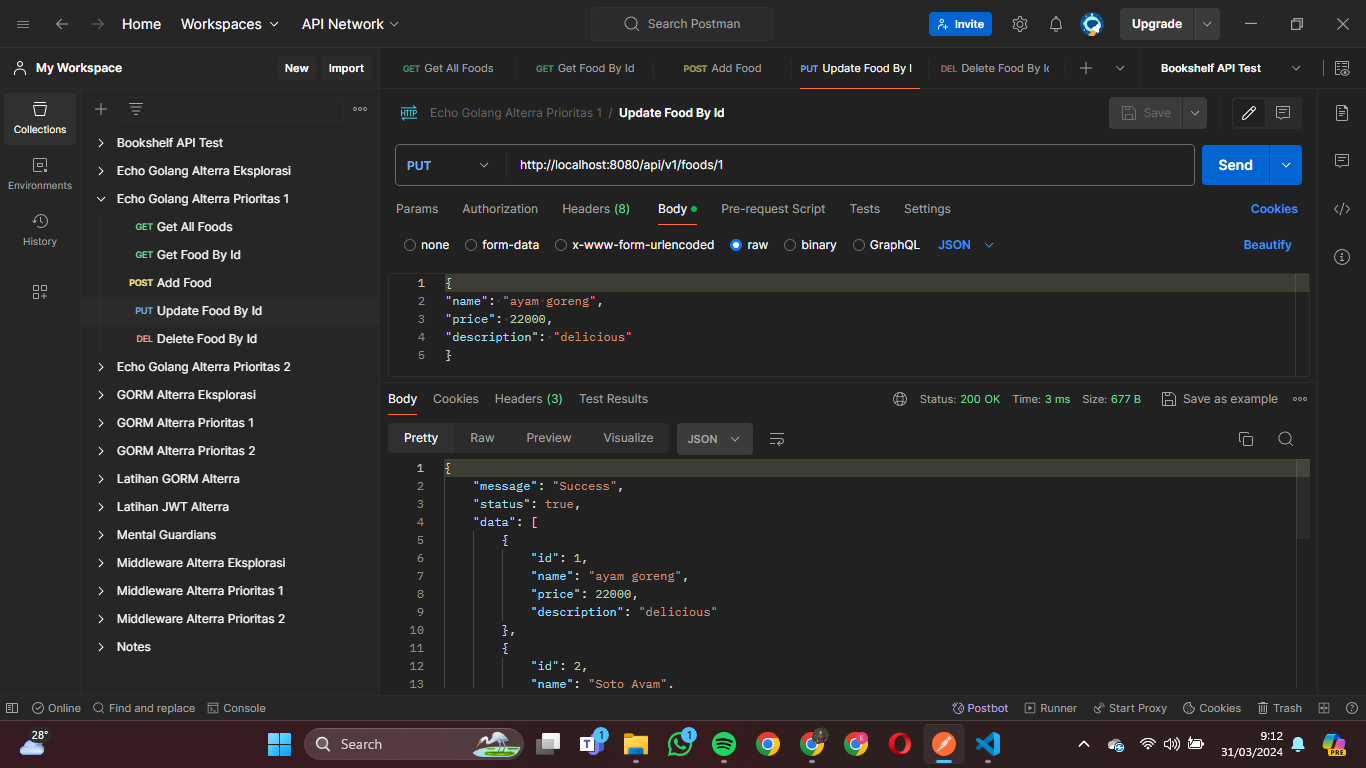 Home Workspaces API Network Search Postman Invite Upgrade
My Workspace New Import GET Get All Foods GET Get Food By Id POST Add Food PUT Update Food By I DEL Delete Food By Id Bookshelf API Test
Collections
Environments
History
Bookshelf API Test
Echo Golang Alterra Eksplorasi
Echo Golang Alterra Prioritas 1
GET Get All Foods
GET Get Food By Id
POST Add Food
PUT Update Food By Id
DEL Delete Food By Id
Echo Golang Alterra Prioritas 2
GORM Alterra Eksplorasi
GORM Alterra Prioritas 1
GORM Alterra Prioritas 2
Latihan GORM Alterra
Latihan JWT Alterra
Mental Guardians
Middleware Alterra Eksplorasi
Middleware Alterra Prioritas 1
Middleware Alterra Prioritas 2
Notes
HTTP Echo Golang Alterra Prioritas 1 / Update Food By Id Save
PUT http://localhost:8080/api/v1/foods/1 Send
Params Authorization Headers (8) Body Pre-request Script Tests Settings Cookies
none form-data x-www-form-urlencoded raw binary GraphQL JSON Beautify
1 {
2 "name": "ayam goreng",
3 "price": 22000,
4 "description": "delicious"
5 }
Body Cookies Headers (3) Test Results Status: 200 OK Time: 3 ms Size: 677 B Save as example
Pretty Raw Preview Visualize JSON
1 {
2 "message": "Success",
3 "status": true,
4 "data": [
5 {
6 "id": 1,
7 "name": "ayam goreng",
8 "price": 22000,
9 "description": "delicious"
10 },
11 {
12 "id": 2,
13 "name": "Soto Ayam",
Online Find and replace Console Postbot Runner Start Proxy Cookies Trash
28° Search 1 1 9:12
31/03/2024 PRE